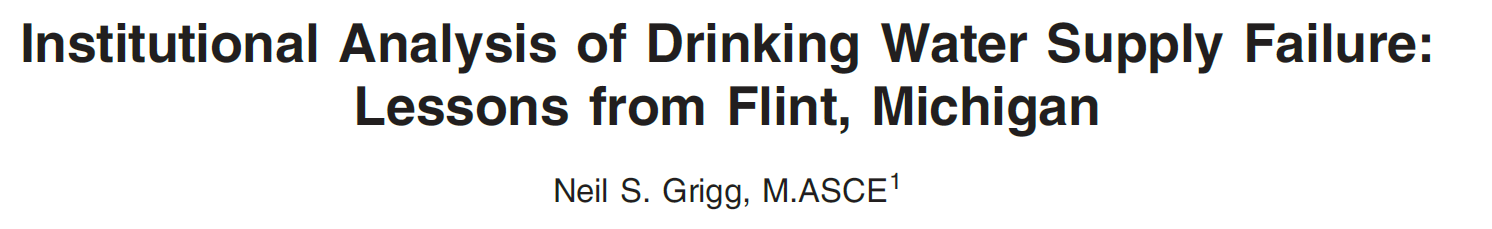 Institutional Analysis of Drinking Water Supply Failure:
Lessons from Flint, Michigan
Neil S. Grigg, M.ASCE¹